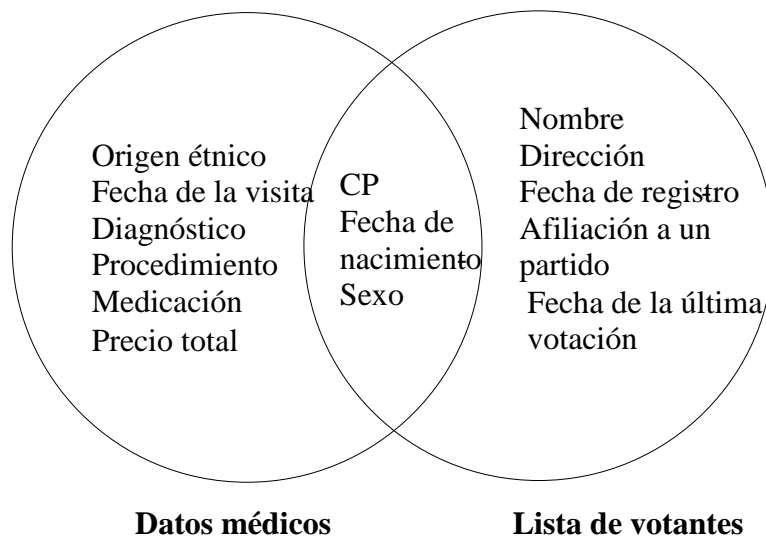 Origen étnico
Fecha de la visita
Diagnóstico
Procedimiento
Medicación
Precio total
CP
Fecha de
nacimiento
Sexo
Nombre
Dirección
Fecha de registro
Afiliación a un
partido
Fecha de la última
votación
Datos médicos
Lista de votantes